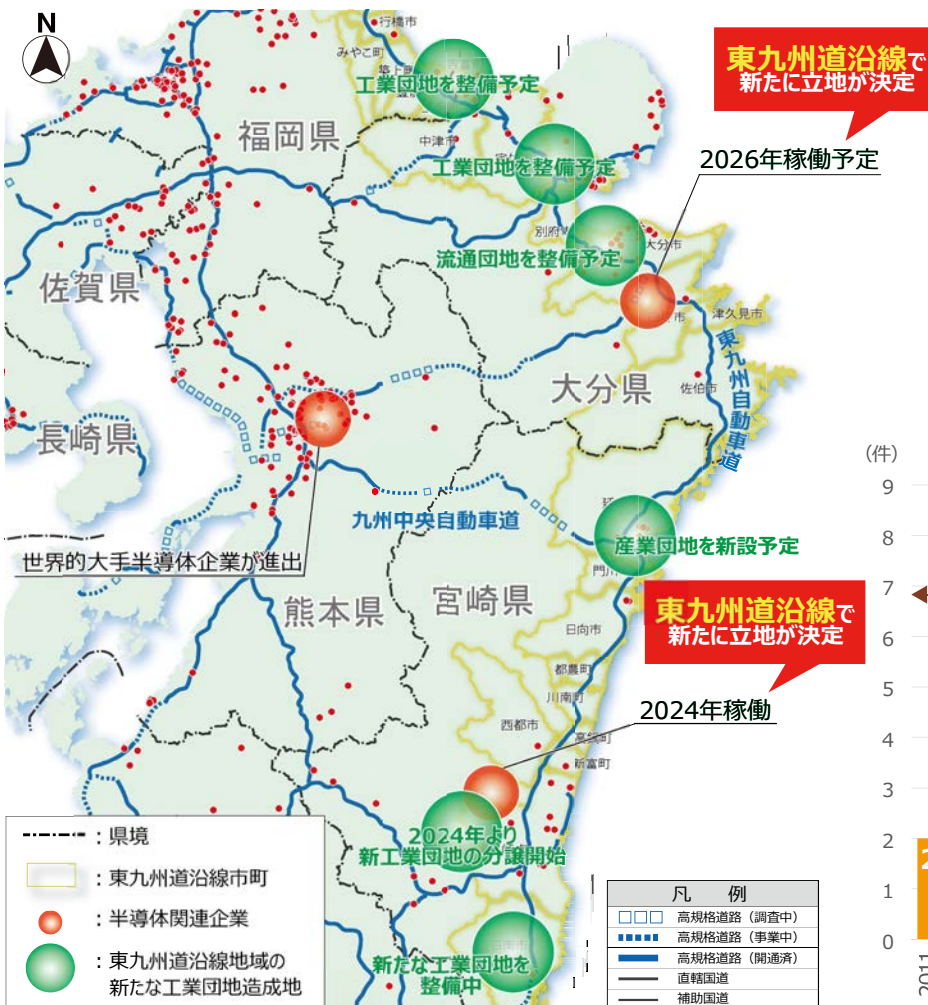 N
行橋市
みやこ町
築上町
工業団地を整備予定
福岡県
中津市
工業団地を整備予定
東九州道沿線で
新たに立地が決定
2026年稼働予定
別府
大分市
流通団地を整備予定
佐賀県
津久見市
東九州自動車道
大分県
佐伯市
長崎県
九州中央自動車道
産業団地を新設予定
世界的大手半導体企業が進出
門川
熊本県
宮崎県
東九州道沿線で
新たに立地が決定
日向市
都農町
川南町
西都市
2024年稼働
高鍋町
新富町
2024年より
新工業団地の分譲開始
新たな工業団地を
整備中
:県境
:東九州道沿線市町
:半導体関連企業
:東九州道沿線地域の
新たな工業団地造成地
凡 例
高規格道路(調査中)
高規格道路(事業中)
高規格道路(開通済)
直轄国道
補助国道
(件)
9
8
7
6
5
4
3
2
1
0
2
2011